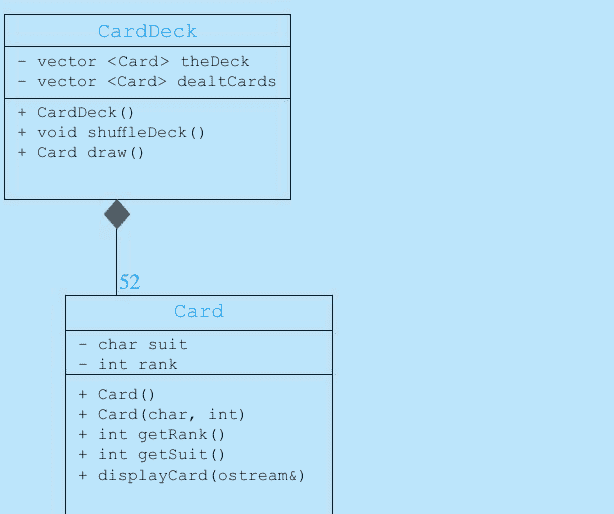 CardDeck
- vector <Card> theDeck
- vector <Card> dealtCards
+ CardDeck()
+ void shuffleDeck()
+ Card draw()
52
Card
- char suit
- int rank
+ Card()
+ Card(char, int)
+ int getRank()
+ int getSuit()
+ displayCard(ostream&)